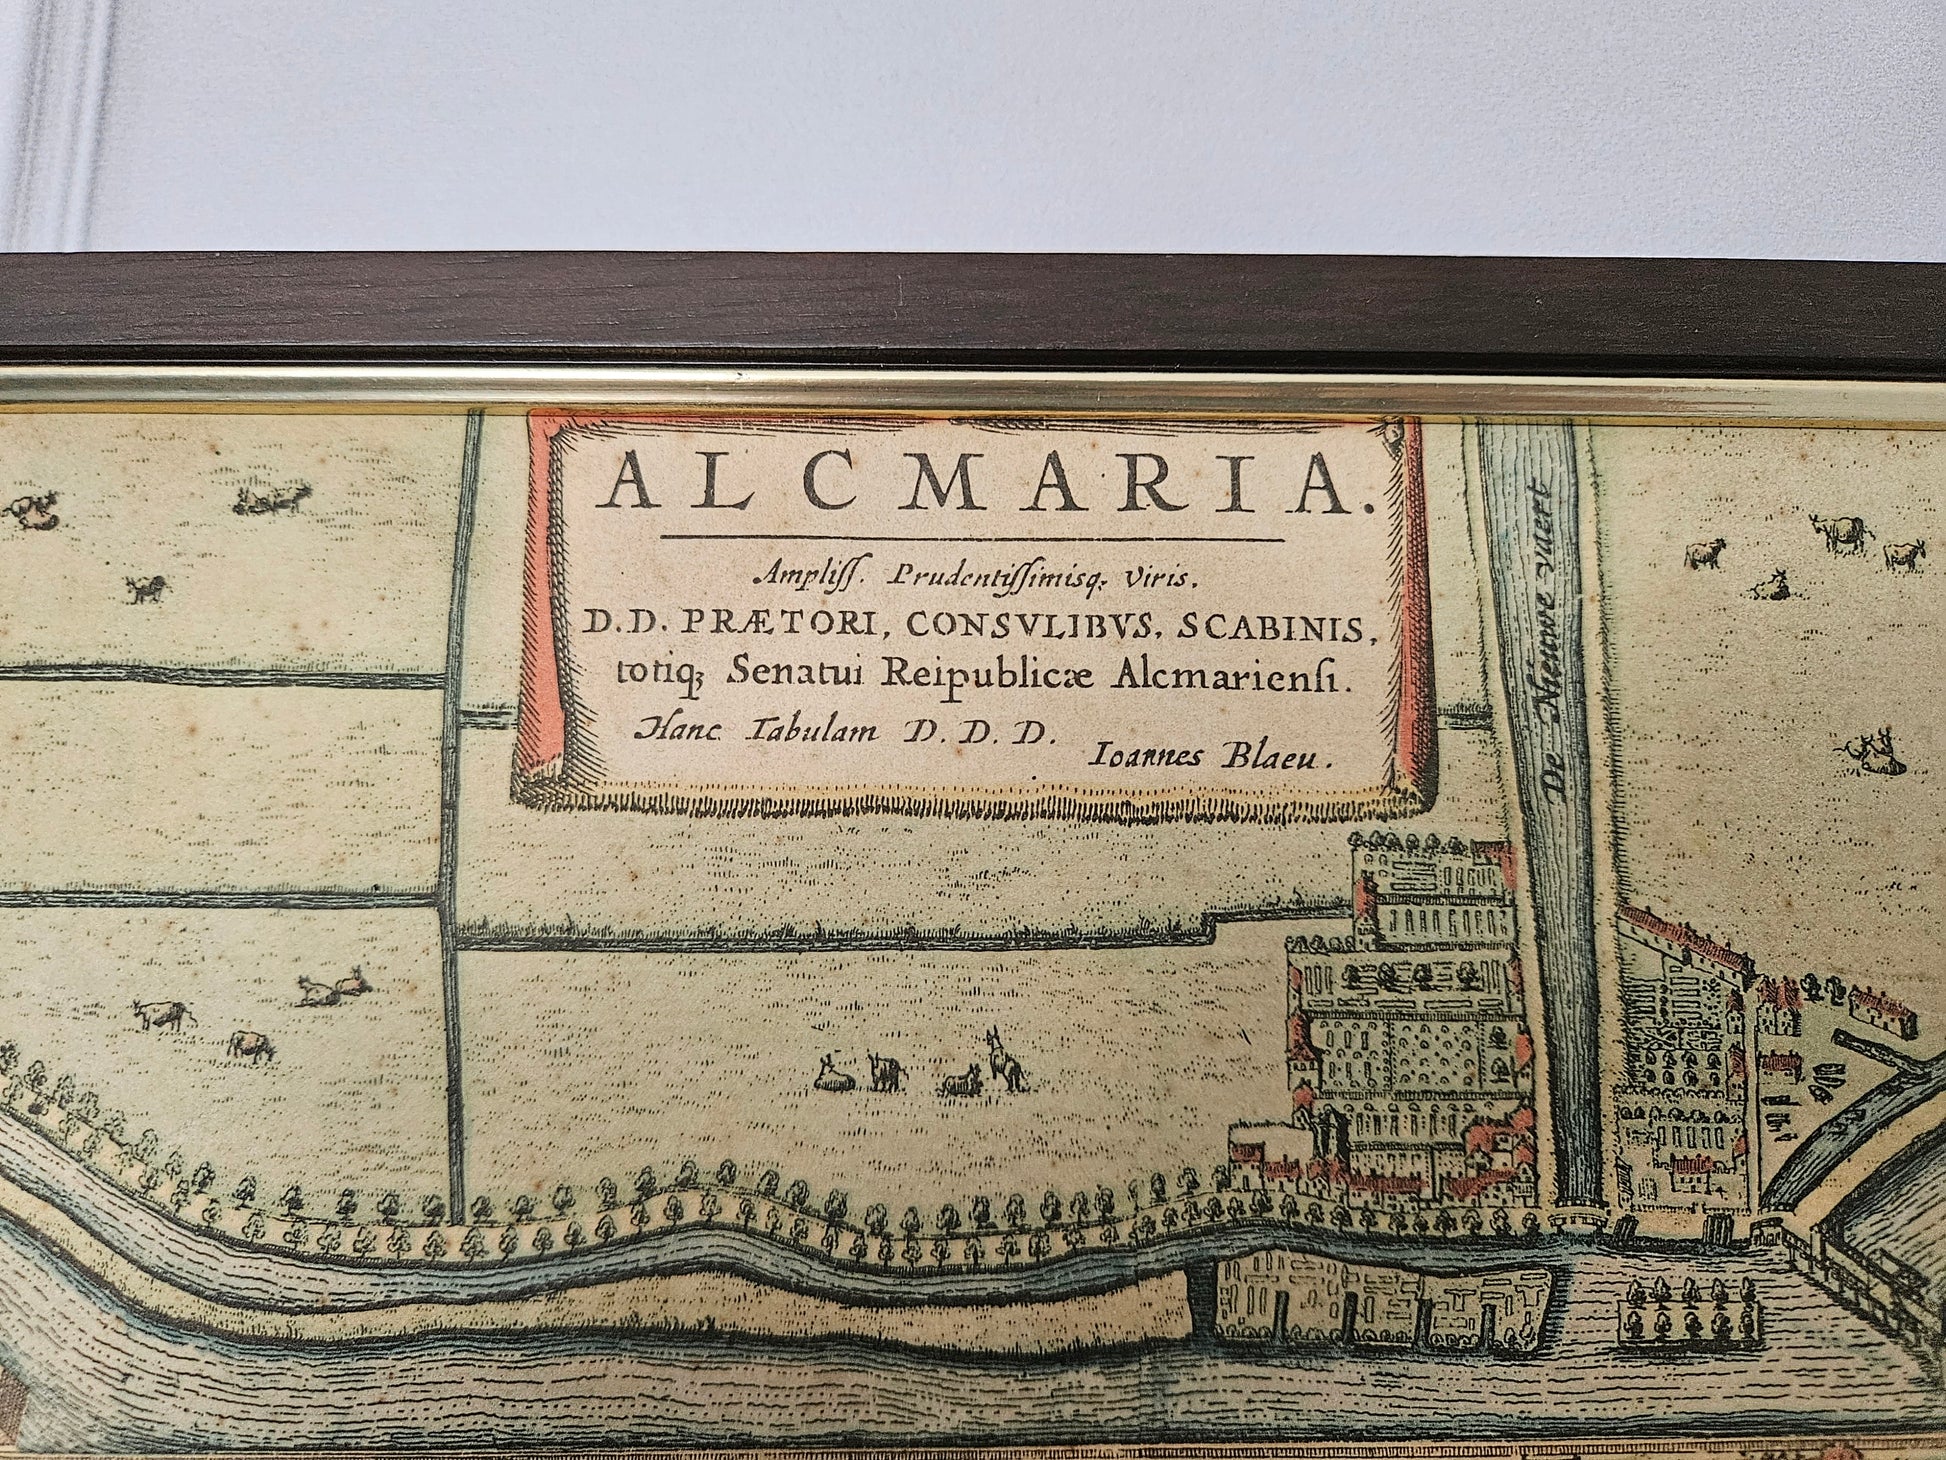 ALCMARIA.
Ampliſſ. Prudentiſſimisq; Viris.
D.D. PRÆTORI, CONSVLIBVS, SCABINIS,
totiq; Senatui Reipublicæ Alcmarienſi.
Hanc Tabulam D. D. D.
Ioannes Blaeu.
De Nieuwe vaert